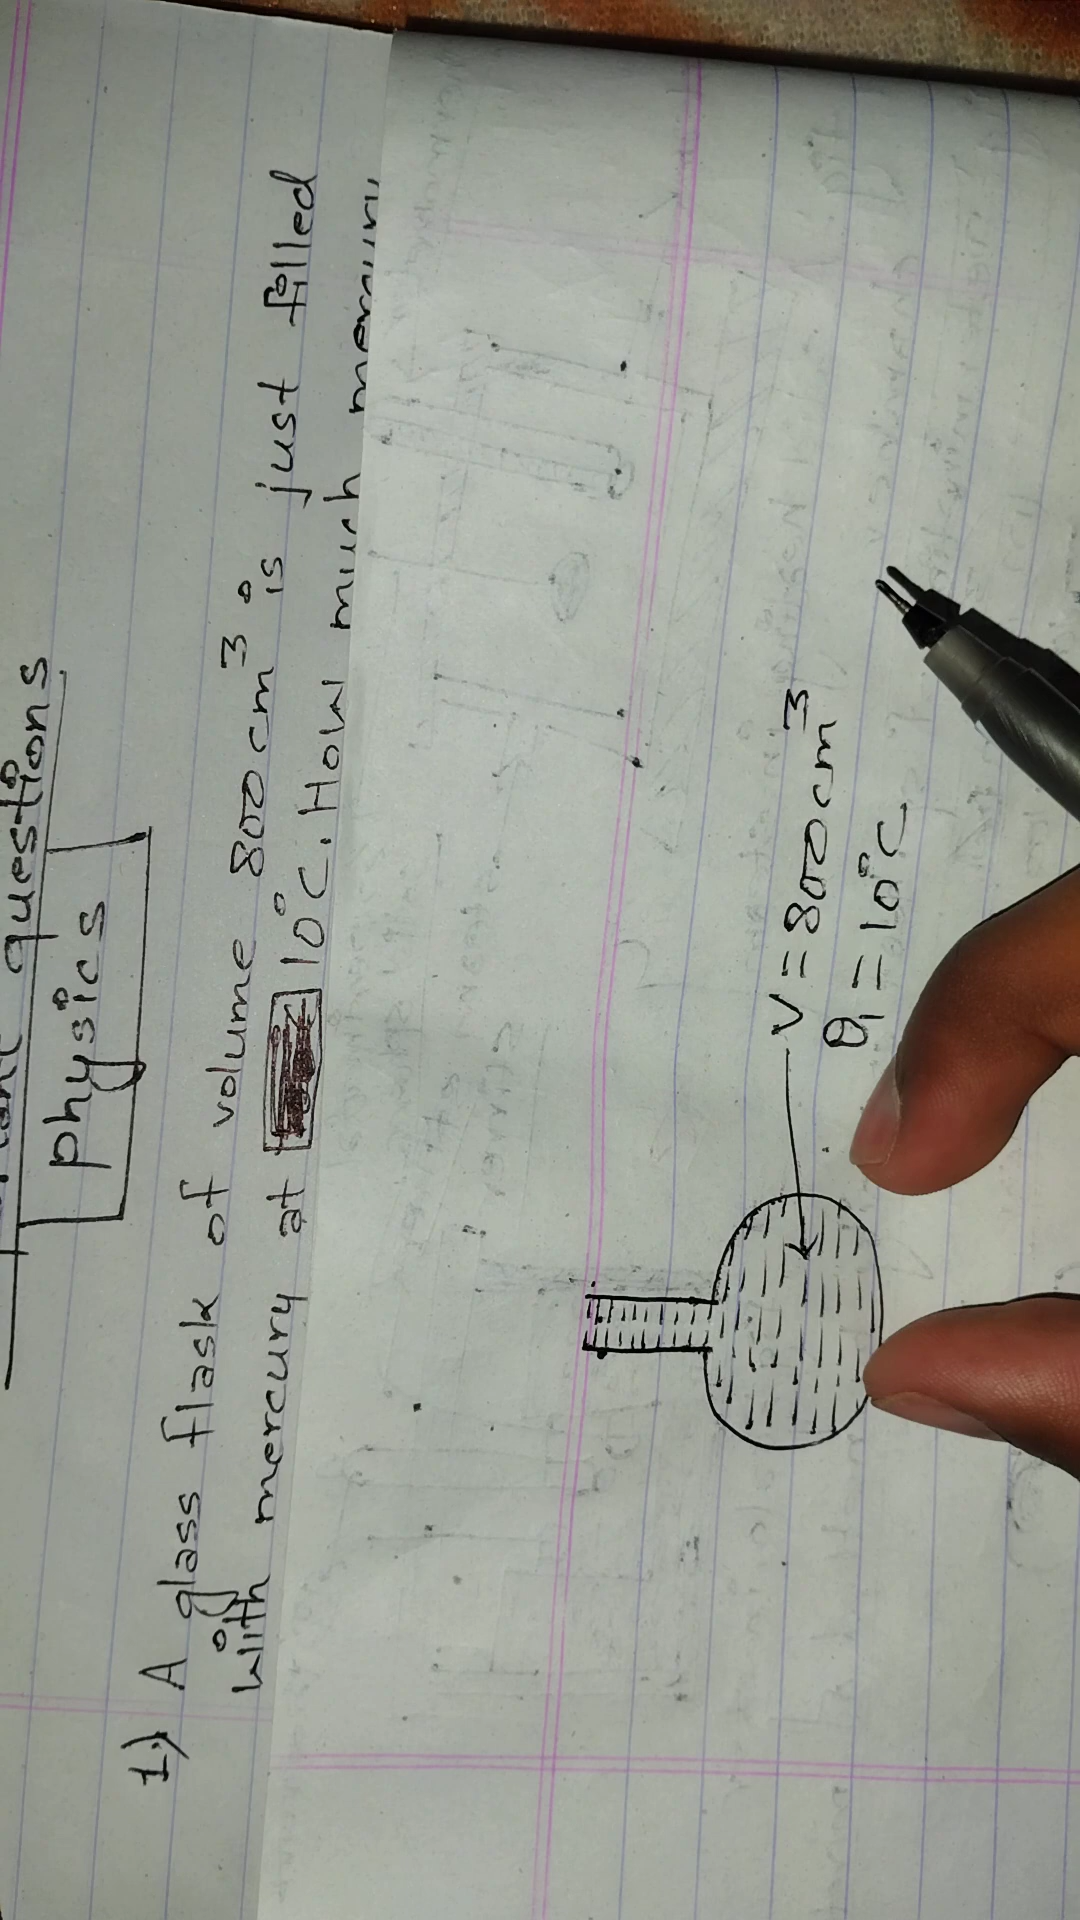 questions
physics
1.) A glass flask of volume 800 cm³ is just filled
with mercury at 10°C. How much mercury
V = 800 cm³
θ₁ = 10°C